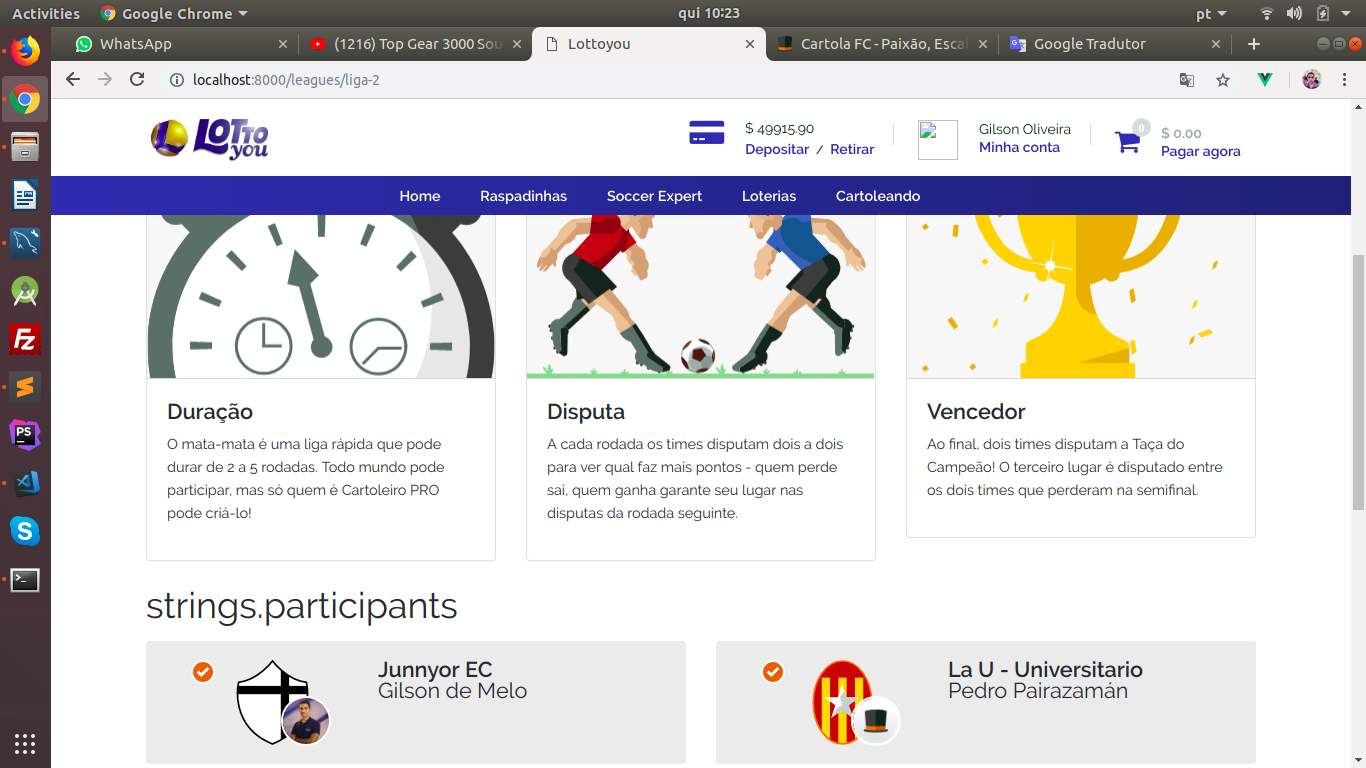 Activities
Google Chrome
qui 10:23
pt
WhatsApp
(1216) Top Gear 3000 Sou
Lottoyou
Cartola FC - Paixão, Escal
Google Tradutor
localhost:8000/leagues/liga-2
LOTTO
you
$ 49915.90
Depositar / Retirar
Gilson Oliveira
Minha conta
0
$ 0.00
Pagar agora
Home
Raspadinhas
Soccer Expert
Loterias
Cartoleando
Duração
O mata-mata é uma liga rápida que pode
durar de 2 a 5 rodadas. Todo mundo pode
participar, mas só quem é Cartoleiro PRO
pode criá-lo!
Disputa
A cada rodada os times disputam dois a dois
para ver qual faz mais pontos - quem perde
sai, quem ganha garante seu lugar nas
disputas da rodada seguinte.
Vencedor
Ao final, dois times disputam a Taça do
Campeão! O terceiro lugar é disputado entre
os dois times que perderam na semifinal.
strings.participants
Junnyor EC
Gilson de Melo
La U - Universitario
Pedro Pairazamán